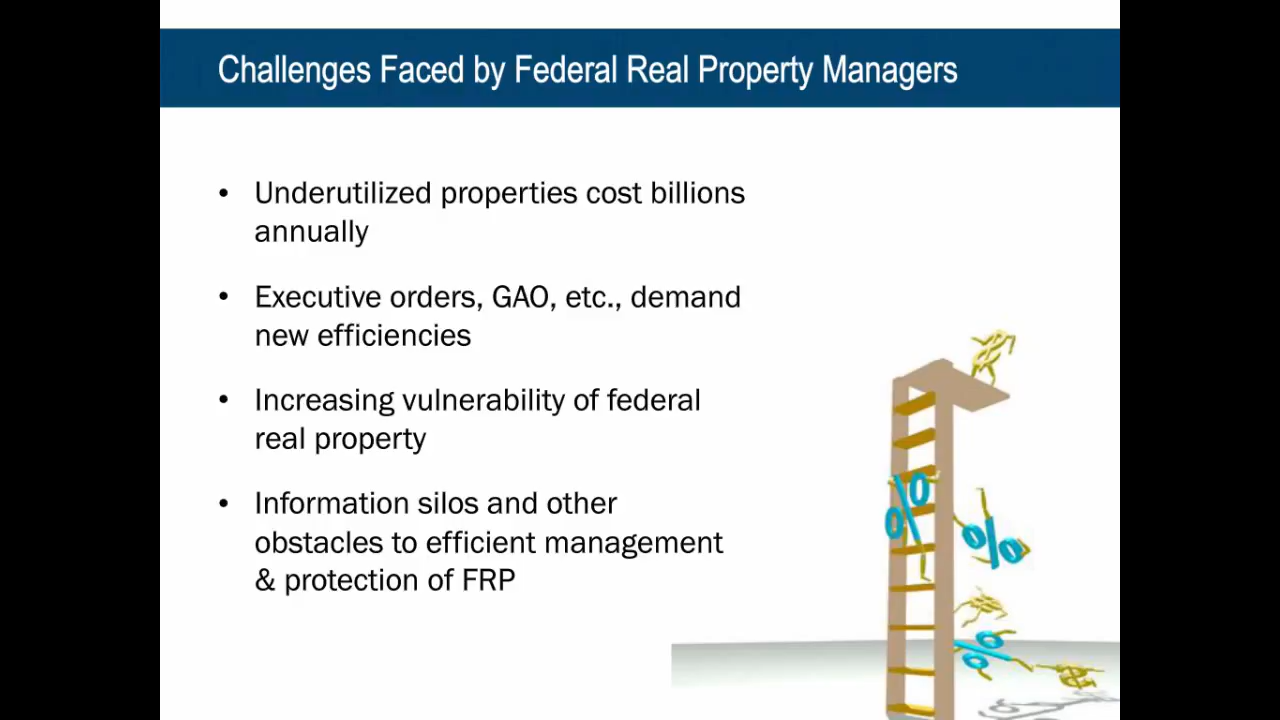 Challenges Faced by Federal Real Property Managers
• Underutilized properties cost billions
annually
• Executive orders, GAO, etc., demand
new efficiencies
• Increasing vulnerability of federal
real property
• Information silos and other
obstacles to efficient management
& protection of FRP